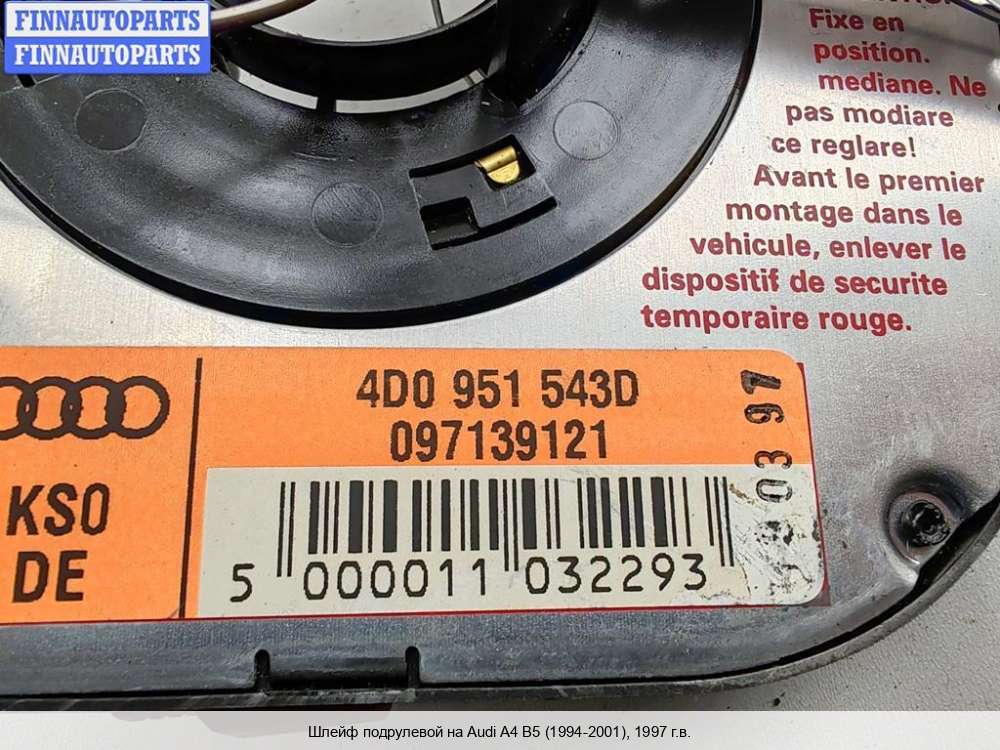 FINNAUTOPARTS
FINNAUTOPARTS
Fixe en
position.
mediane. Ne
pas modiare
ce reglare!
Avant le premier
montage dans le
vehicule, enlever le
dispositif de securite
temporaire rouge.
4D0 951 543D
097139121
KS0
DE
03 97
5 000011 032293
Шлейф подрулевой на Audi A4 B5 (1994-2001), 1997 г.в.